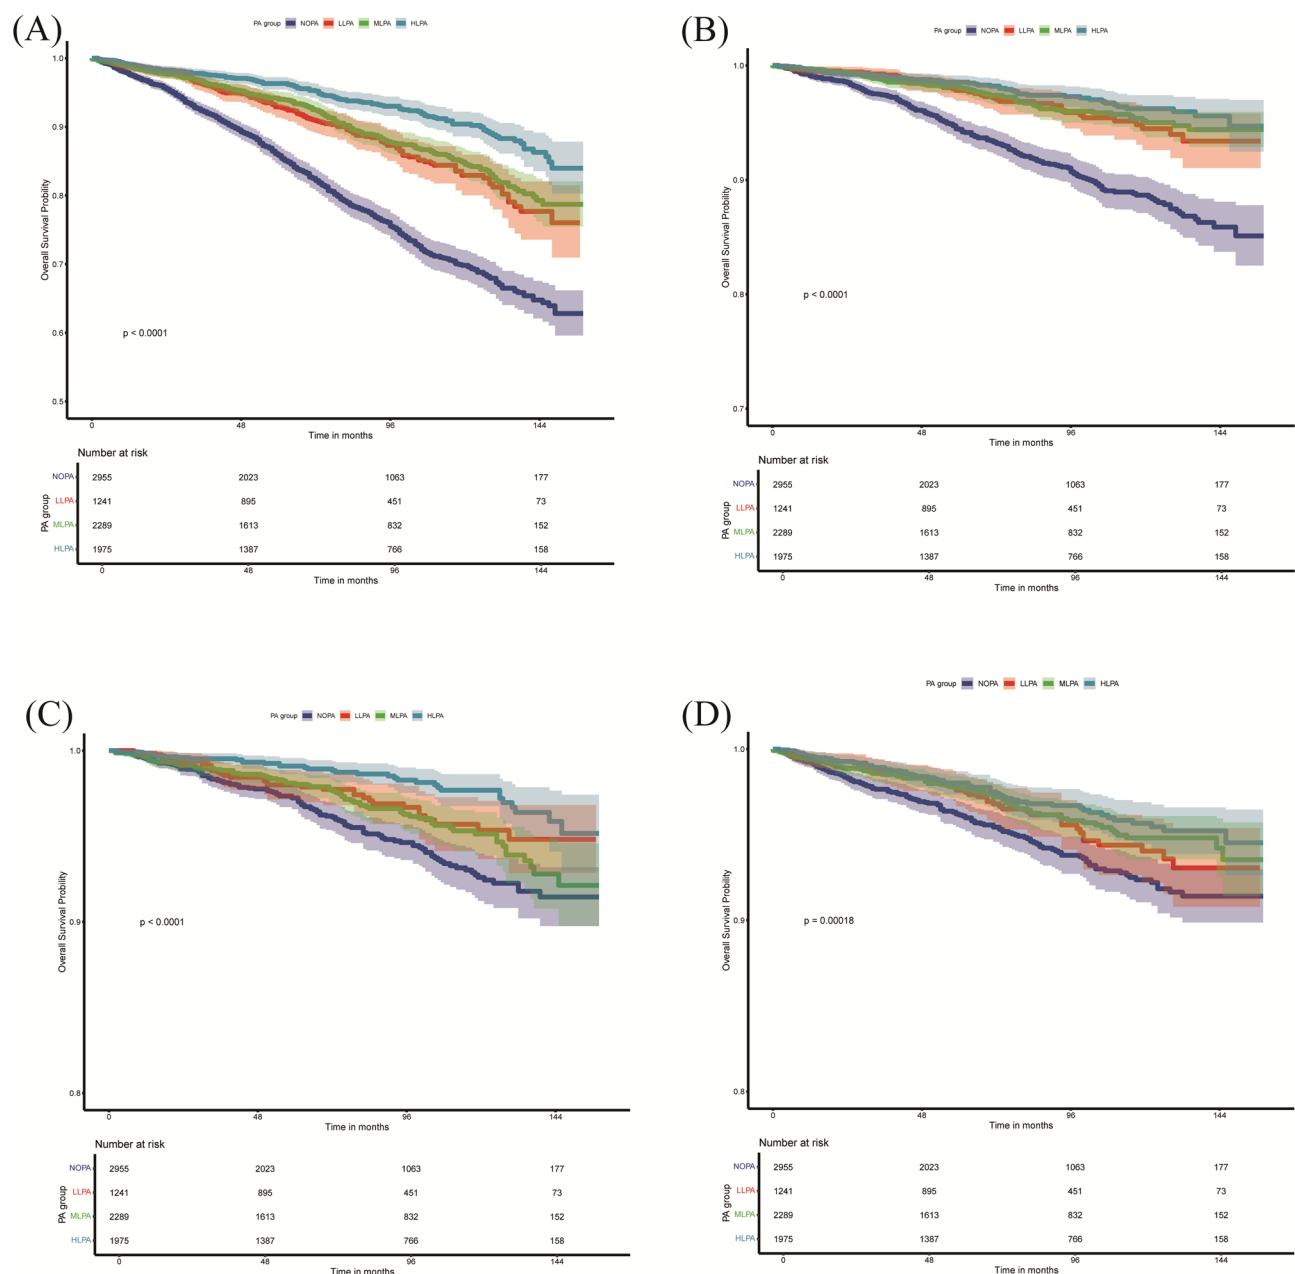 (A)
PA group NOPA LLPA MLPA HLPA
1.0
0.9
0.8
0.7
0.6
0.5
Overall Survival Probility
p < 0.0001
0 48 96 144
Time in months
Number at risk
PA group
NOPA 2955 2023 1063 177
LLPA 1241 895 451 73
MLPA 2289 1613 832 152
HLPA 1975 1387 766 158
0 48 96 144
Time in months
(B)
PA group NOPA LLPA MLPA HLPA
1.0
0.9
0.8
0.7
Overall Survival Probility
p < 0.0001
0 48 96 144
Time in months
Number at risk
PA group
NOPA 2955 2023 1063 177
LLPA 1241 895 451 73
MLPA 2289 1613 832 152
HLPA 1975 1387 766 158
0 48 96 144
Time in months
(C)
PA group NOPA LLPA MLPA HLPA
1.0
0.9
0.8
Overall Survival Probility
p < 0.0001
0 48 96 144
Time in months
Number at risk
PA group
NOPA 2955 2023 1063 177
LLPA 1241 895 451 73
MLPA 2289 1613 832 152
HLPA 1975 1387 766 158
0 48 96 144
Time in months
(D)
PA group NOPA LLPA MLPA HLPA
1.0
0.9
0.8
Overall Survival Probility
p = 0.00018
0 48 96 144
Time in months
Number at risk
PA group
NOPA 2955 2023 1063 177
LLPA 1241 895 451 73
MLPA 2289 1613 832 152
HLPA 1975 1387 766 158
0 48 96 144
Time in months